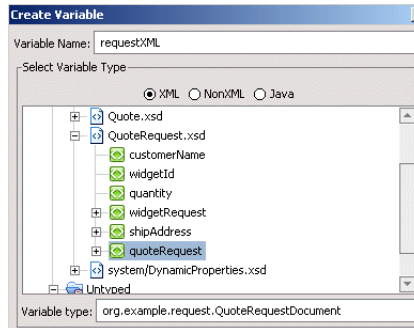 Create Variable
Variable Name: requestXML
Select Variable Type
XML NonXML Java
Quote.xsd
QuoteRequest.xsd
customerName
widgetId
quantity
widgetRequest
shipAddress
quoteRequest
system/DynamicProperties.xsd
Untyped
Variable type: org.example.request.QuoteRequestDocument